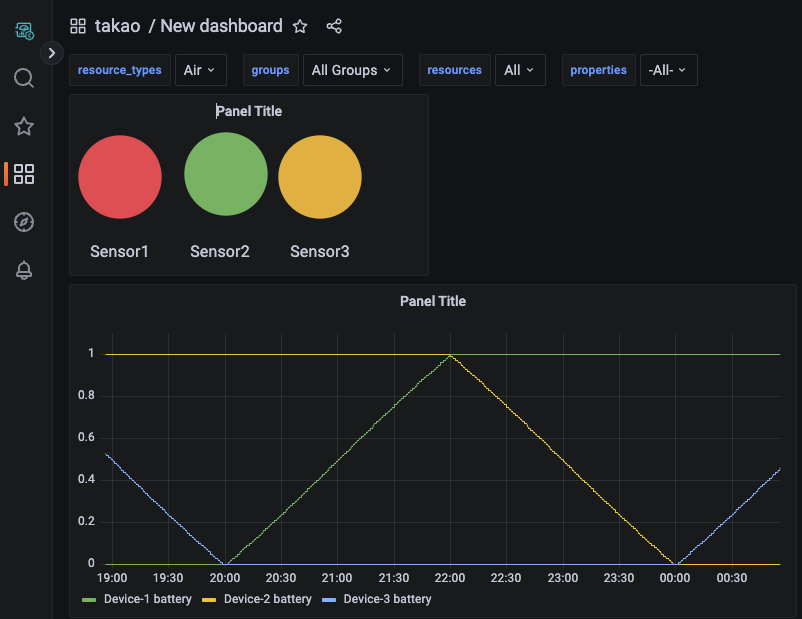 takao / New dashboard
resource_types Air groups All Groups resources All properties -All-
Panel Title
Sensor1 Sensor2 Sensor3
Panel Title
1
0.8
0.6
0.4
0.2
0
19:00 19:30 20:00 20:30 21:00 21:30 22:00 22:30 23:00 23:30 00:00 00:30
Device-1 battery Device-2 battery Device-3 battery